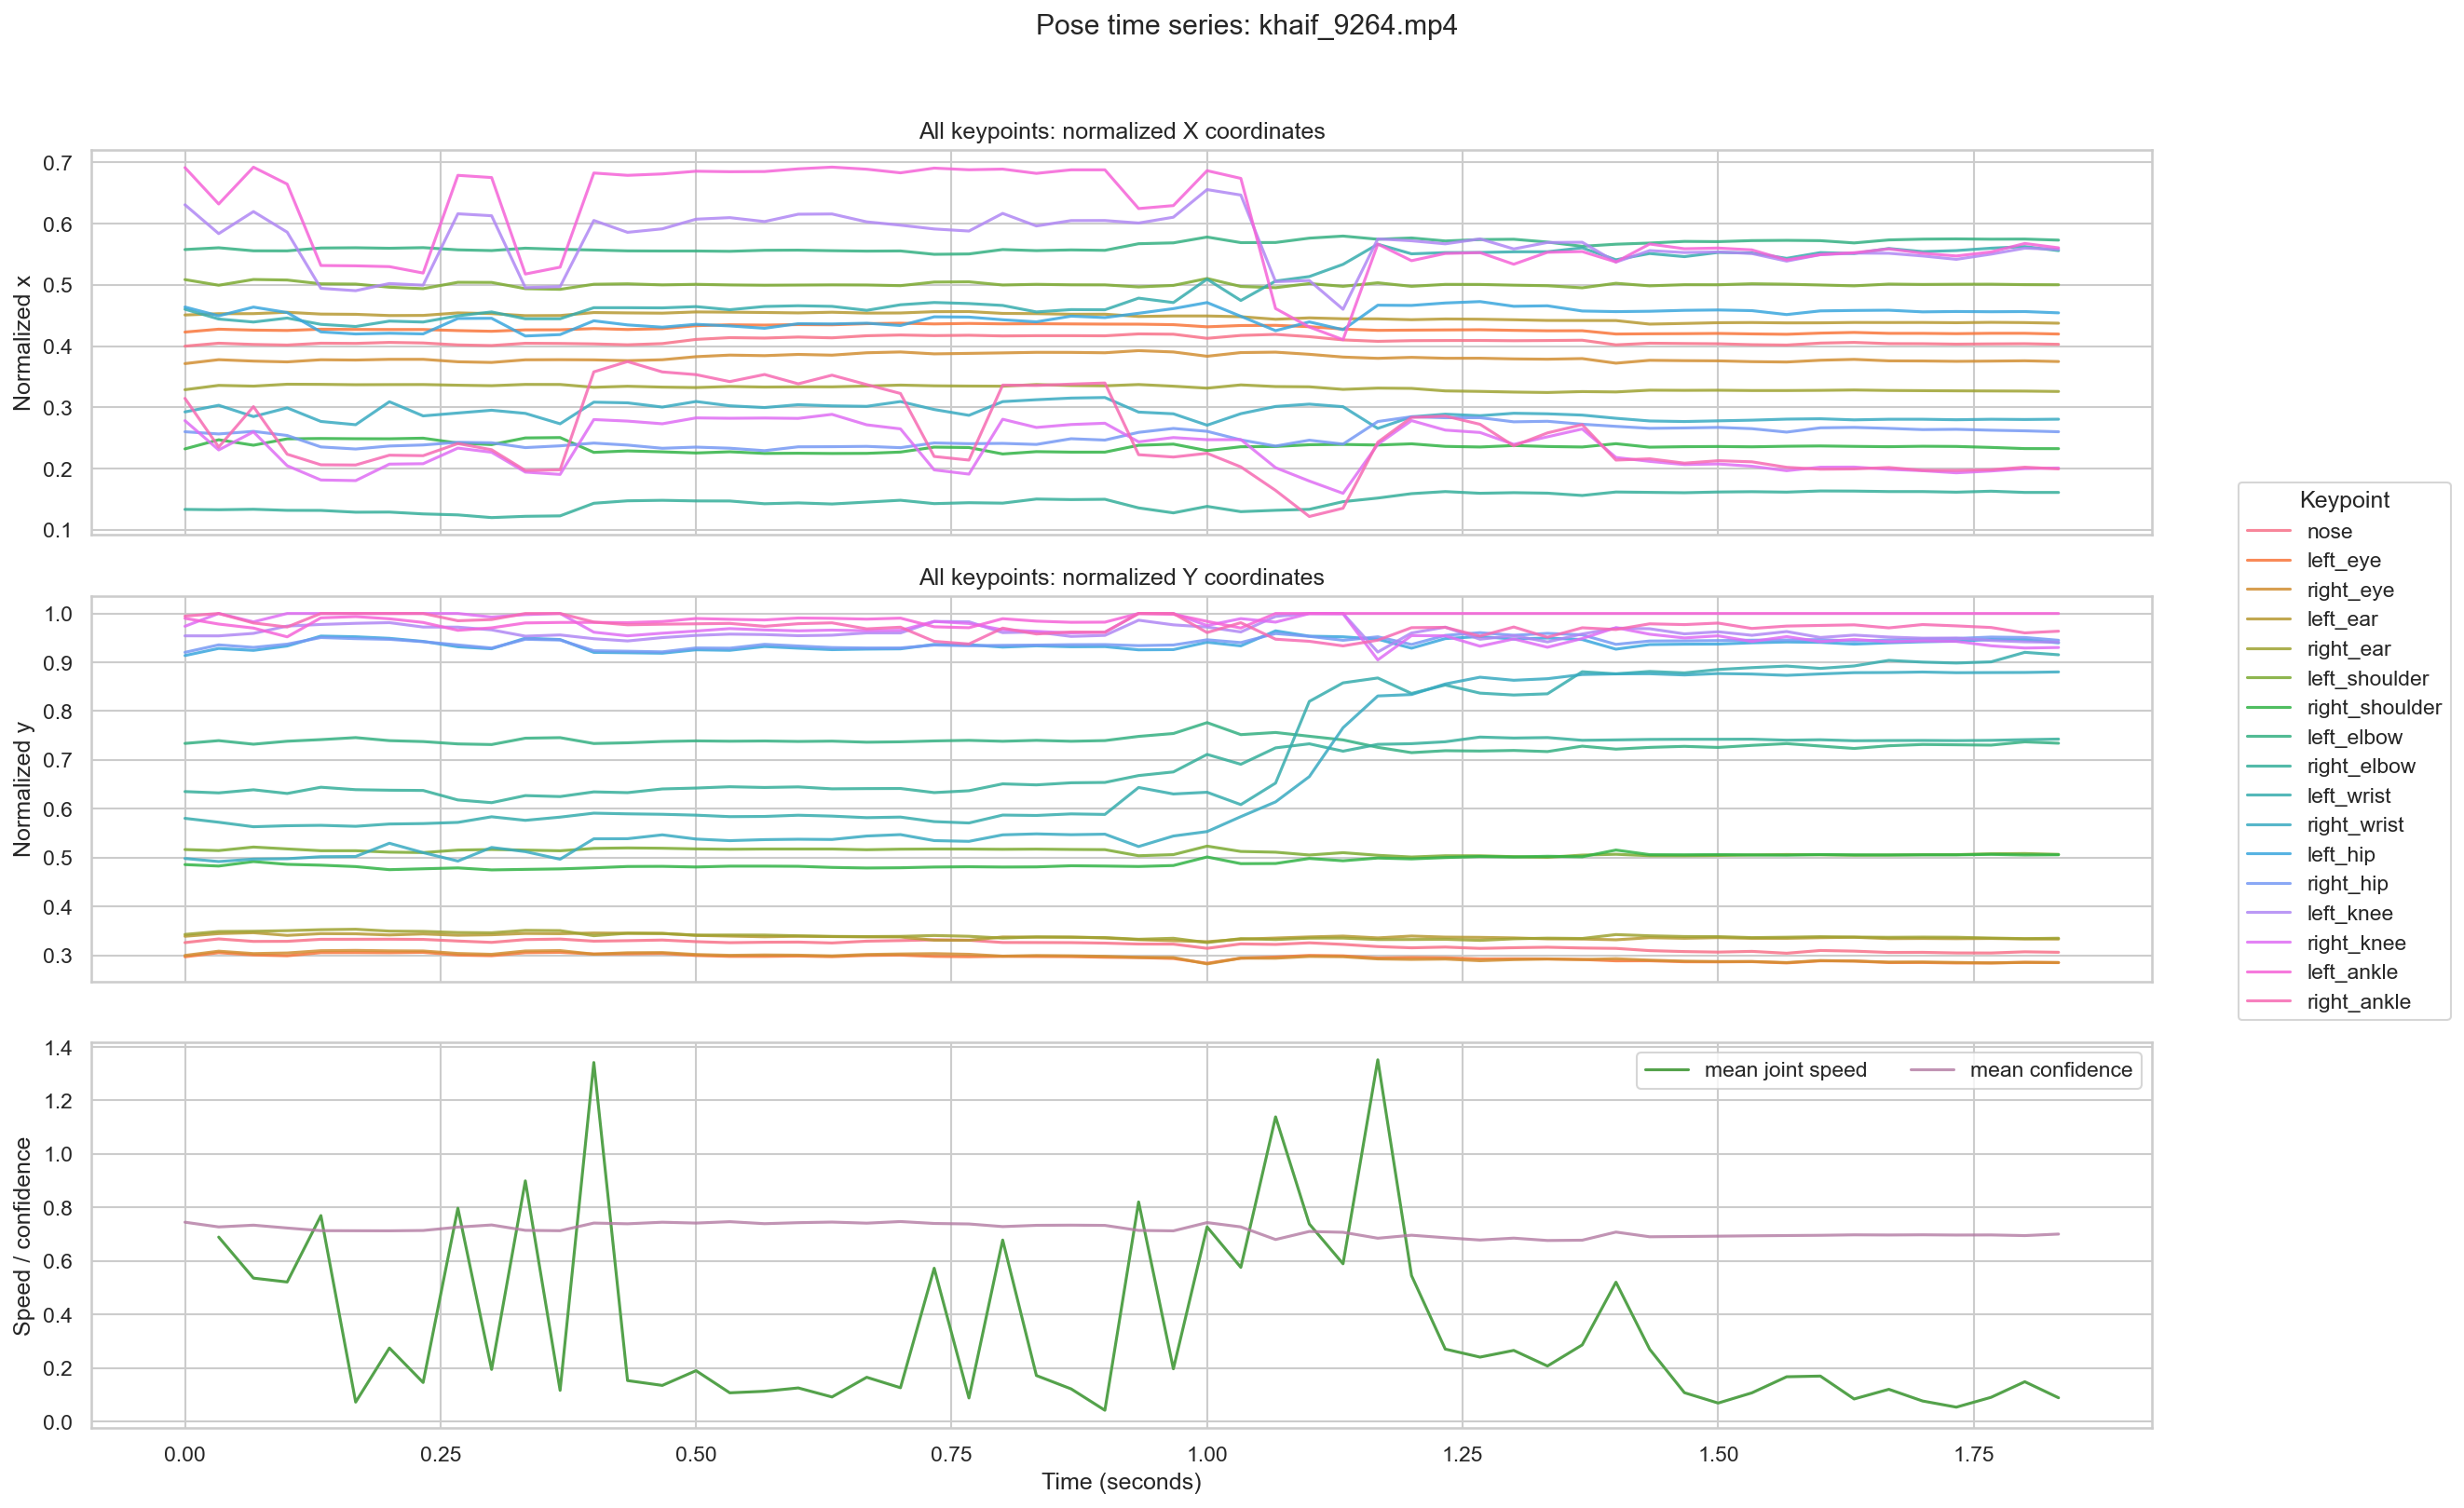 Pose time series: khaif_9264.mp4
All keypoints: normalized X coordinates
Normalized x
0.7
0.6
0.5
0.4
0.3
0.2
0.1
All keypoints: normalized Y coordinates
Normalized y
1.0
0.9
0.8
0.7
0.6
0.5
0.4
0.3
Keypoint
nose
left_eye
right_eye
left_ear
right_ear
left_shoulder
right_shoulder
left_elbow
right_elbow
left_wrist
right_wrist
left_hip
right_hip
left_knee
right_knee
left_ankle
right_ankle
Speed / confidence
1.4
1.2
1.0
0.8
0.6
0.4
0.2
0.0
mean joint speed mean confidence
0.00 0.25 0.50 0.75 1.00 1.25 1.50 1.75
Time (seconds)